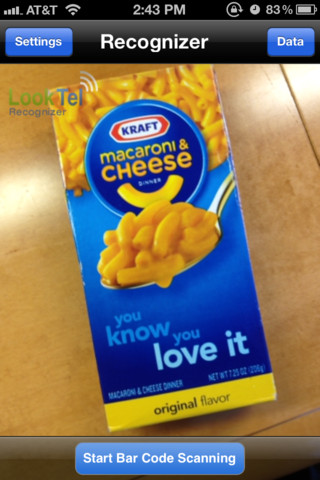 AT&T 2:43 PM 83%
Settings Recognizer Data
LookTel
Recognizer
KRAFT
macaroni &
CHEESE
DINNER
you
know you
love it
MACARONI & CHEESE DINNER NET WT 7.25 OZ (206g)
original flavor
Start Bar Code Scanning